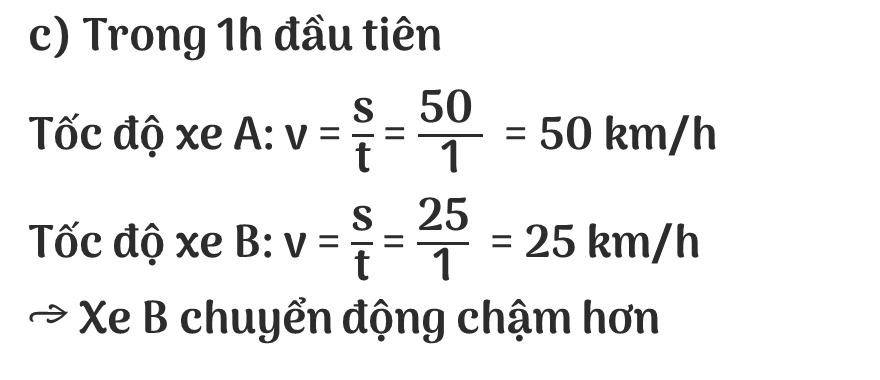 c) Trong 1h đầu tiên
Tốc độ xe A: v = s/t = 50/1 = 50 km/h
Tốc độ xe B: v = s/t = 25/1 = 25 km/h
⇒ Xe B chuyển động chậm hơn